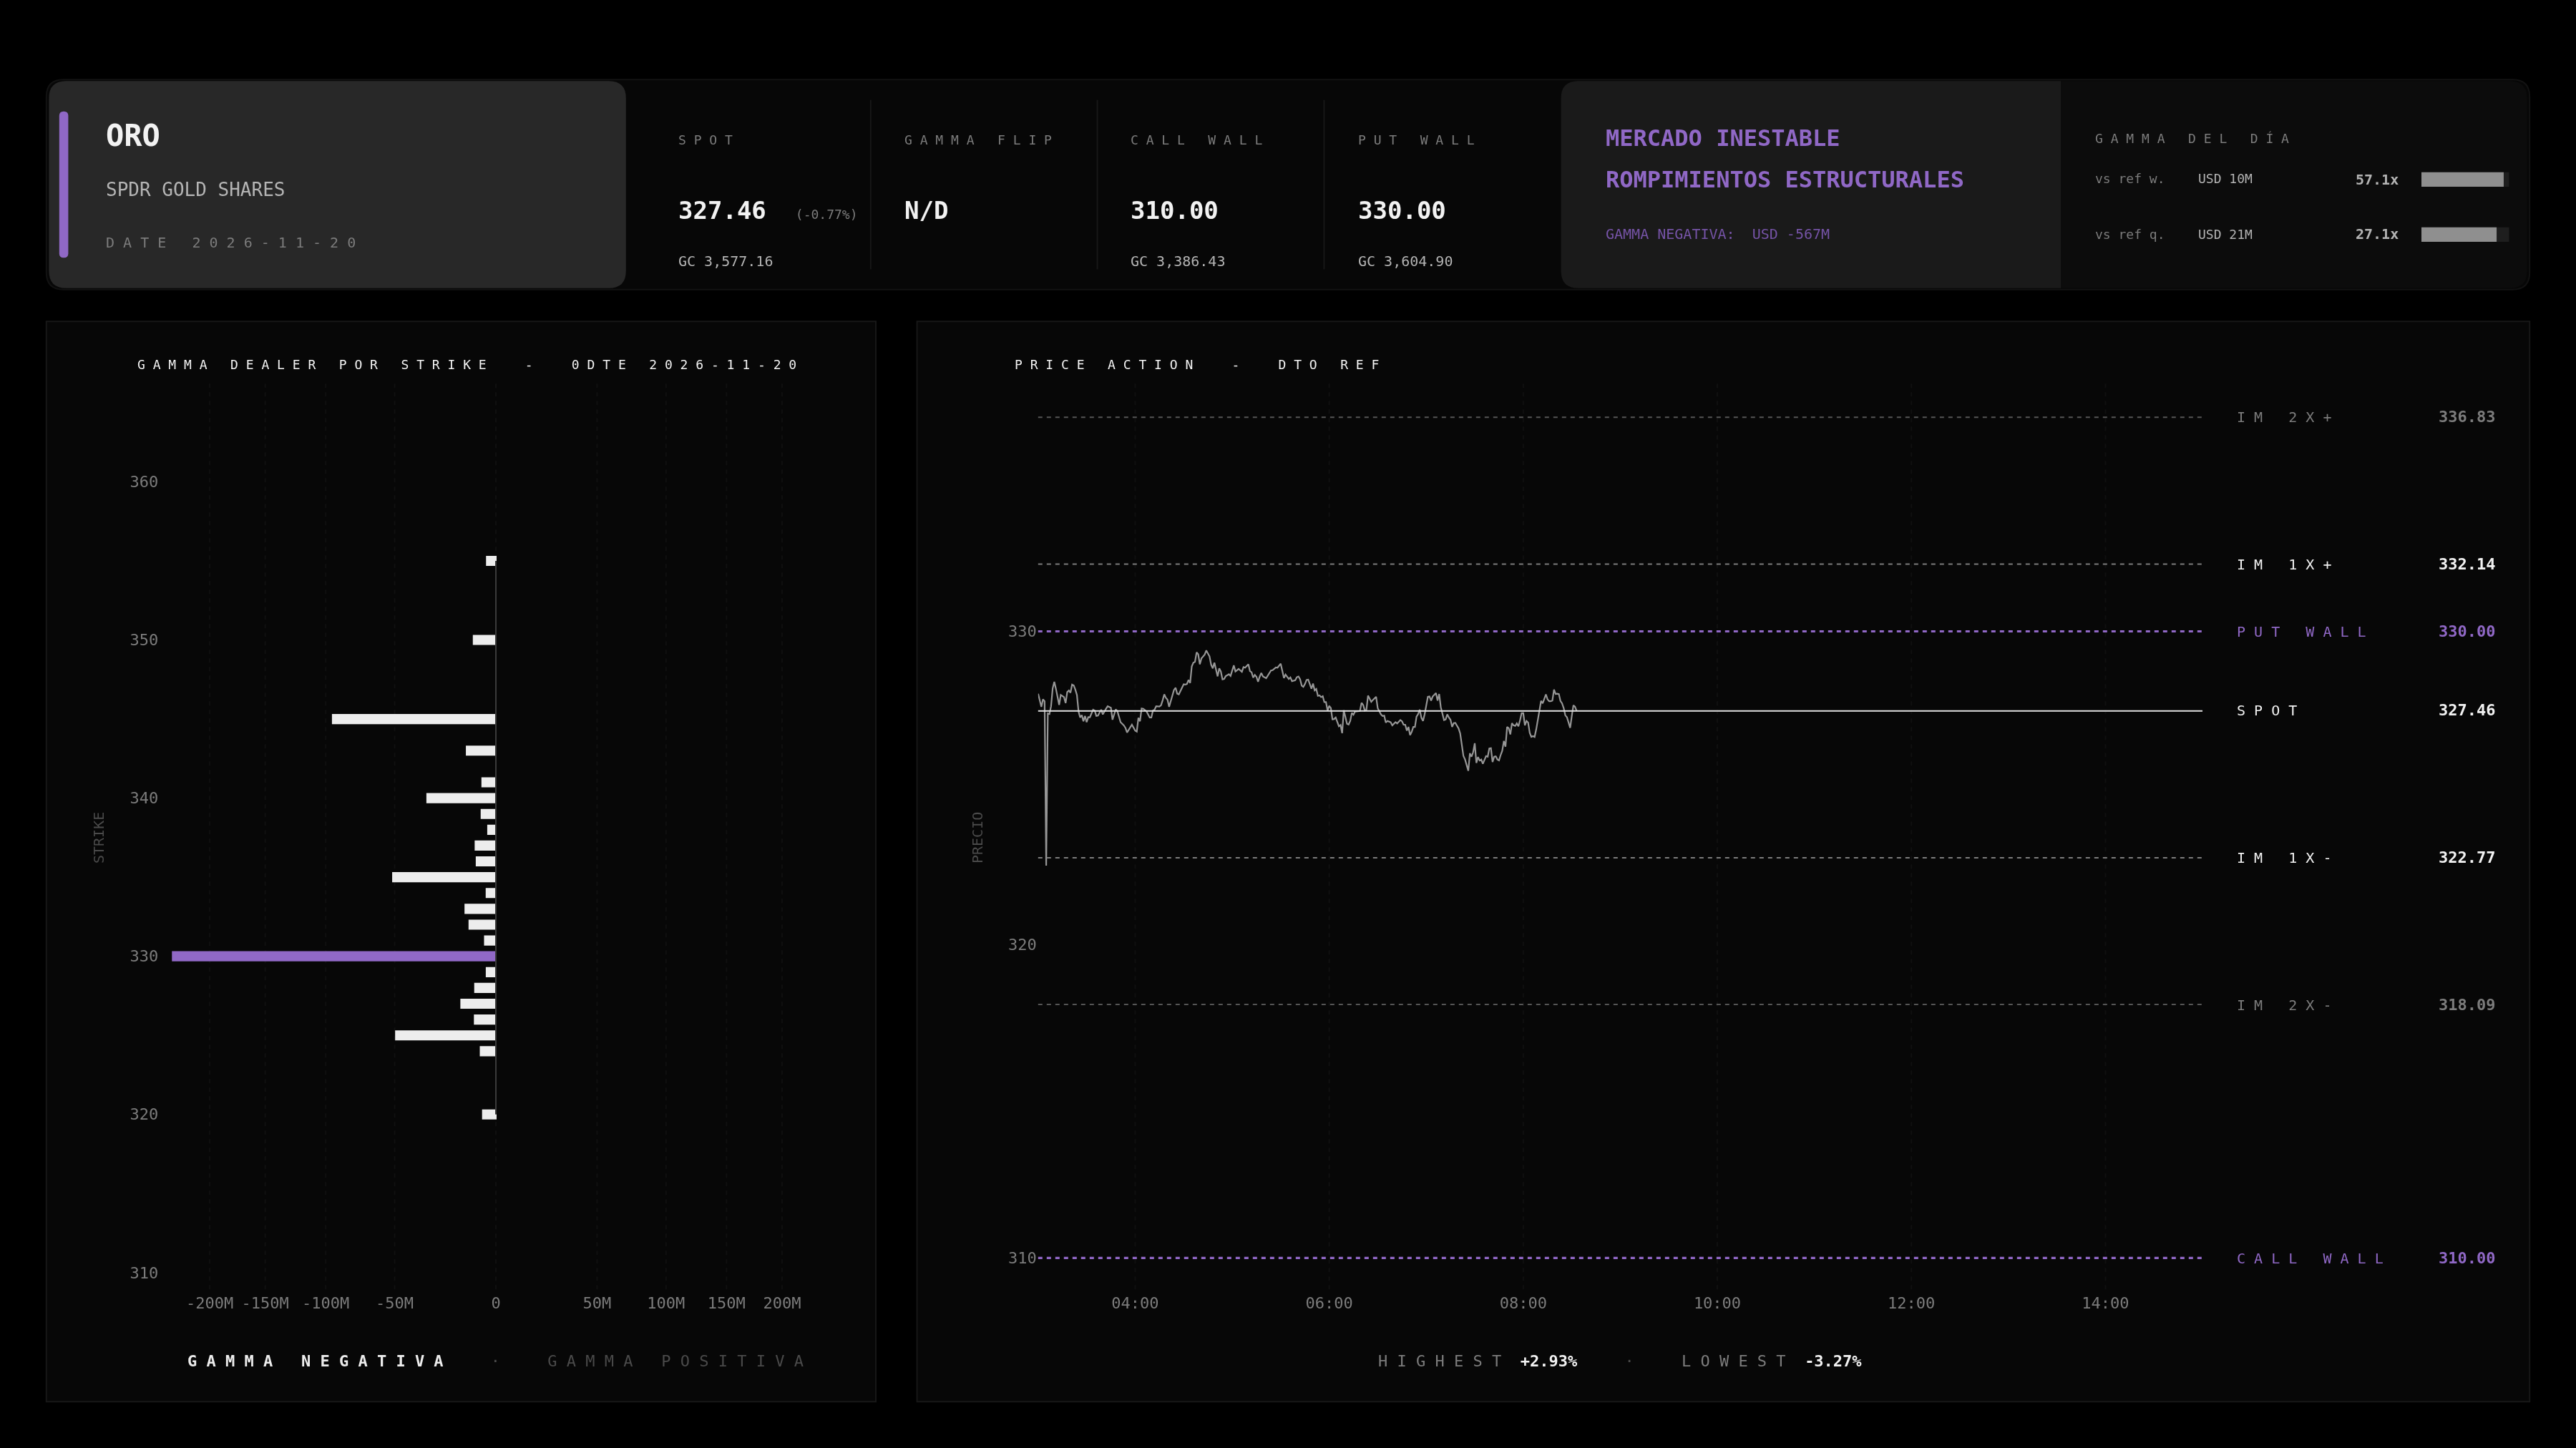 ORO
SPDR GOLD SHARES
DATE 2026-11-20
SPOT
327.46 (-0.77%)
GC 3,577.16
GAMMA FLIP
N/D
CALL WALL
310.00
GC 3,386.43
PUT WALL
330.00
GC 3,604.90
MERCADO INESTABLE
ROMPIMIENTOS ESTRUCTURALES
GAMMA NEGATIVA: USD -567M
GAMMA DEL DÍA
vs ref w. USD 10M 57.1x
vs ref q. USD 21M 27.1x
GAMMA DEALER POR STRIKE - 0DTE 2026-11-20
STRIKE
360
350
340
330
320
310
-200M -150M -100M -50M 0 50M 100M 150M 200M
GAMMA NEGATIVA · GAMMA POSITIVA
PRICE ACTION - DTO REF
PRECIO
330
320
310
IM 2X+ 336.83
IM 1X+ 332.14
PUT WALL 330.00
SPOT 327.46
IM 1X- 322.77
IM 2X- 318.09
CALL WALL 310.00
04:00 06:00 08:00 10:00 12:00 14:00
HIGHEST +2.93% · LOWEST -3.27%